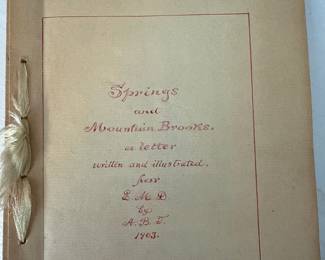 Springs
and
Mountain Brooks.
a letter
written and illustrated.
for
L. M. D.
by
A. B. T.
1903.